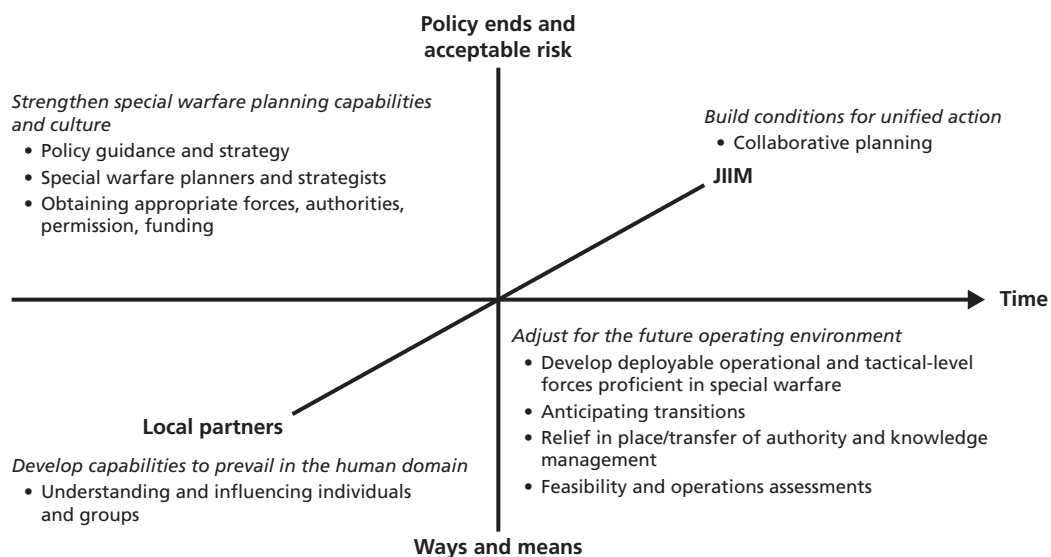 Policy ends and
acceptable risk
Strengthen special warfare planning capabilities
and culture
• Policy guidance and strategy
• Special warfare planners and strategists
• Obtaining appropriate forces, authorities,
permission, funding
Build conditions for unified action
• Collaborative planning
JIIM
Time
Adjust for the future operating environment
• Develop deployable operational and tactical-level
forces proficient in special warfare
• Anticipating transitions
• Relief in place/transfer of authority and knowledge
management
• Feasibility and operations assessments
Local partners
Develop capabilities to prevail in the human domain
• Understanding and influencing individuals
and groups
Ways and means